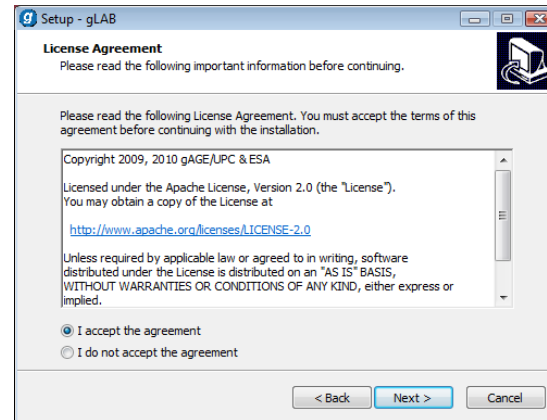 Setup - gLAB
License Agreement
Please read the following important information before continuing.
Please read the following License Agreement. You must accept the terms of this
agreement before continuing with the installation.
Copyright 2009, 2010 gAGE/UPC & ESA
Licensed under the Apache License, Version 2.0 (the "License").
You may obtain a copy of the License at
http://www.apache.org/licenses/LICENSE-2.0
Unless required by applicable law or agreed to in writing, software
distributed under the License is distributed on an "AS IS" BASIS,
WITHOUT WARRANTIES OR CONDITIONS OF ANY KIND, either express or
implied.
I accept the agreement
I do not accept the agreement
< Back Next > Cancel